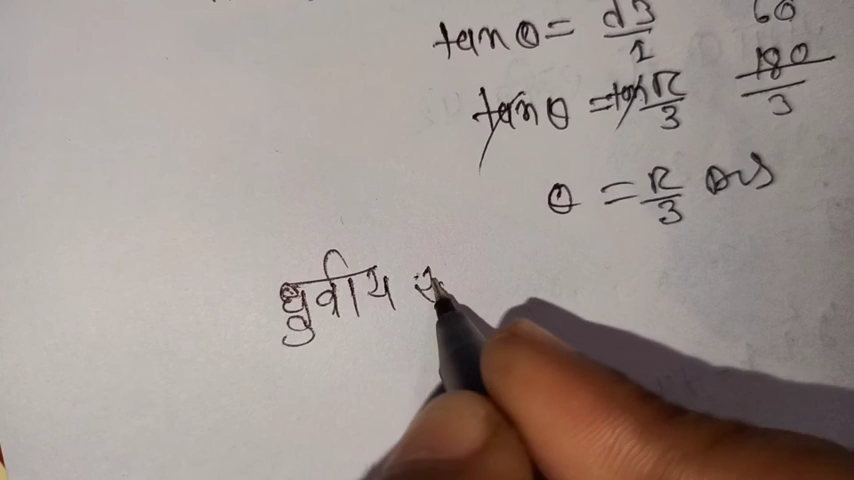 tan θ = √3/1 60
tan θ = tan π/3 180/3
θ = π/3 Ans
ध्रुवीय